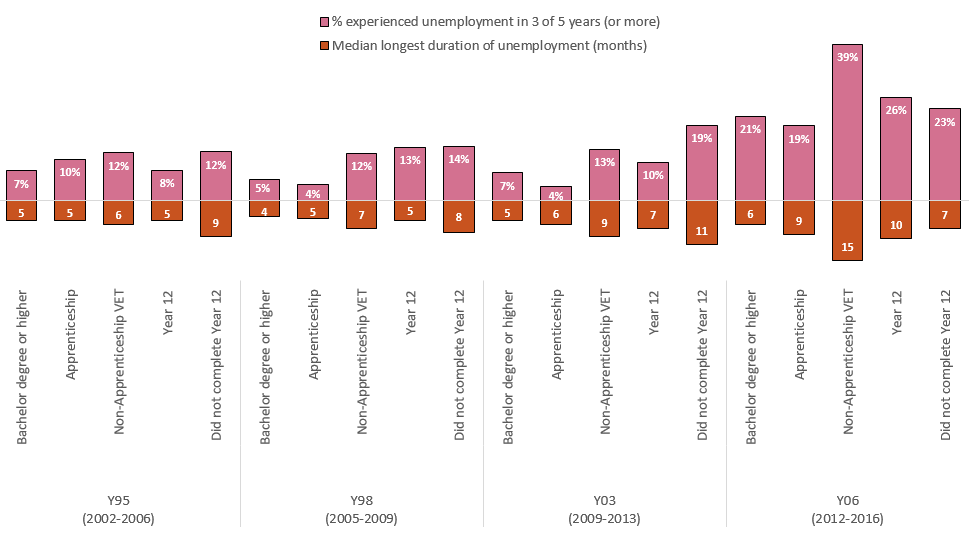 % experienced unemployment in 3 of 5 years (or more)
Median longest duration of unemployment (months)
7%
10%
12%
8%
12%
5%
4%
12%
13%
14%
7%
4%
13%
10%
19%
21%
19%
39%
26%
23%
5
5
6
5
9
4
5
7
5
8
5
6
9
7
11
6
9
15
10
7
Bachelor degree or higher
Apprenticeship
Non-Apprenticeship VET
Year 12
Did not complete Year 12
Bachelor degree or higher
Apprenticeship
Non-Apprenticeship VET
Year 12
Did not complete Year 12
Bachelor degree or higher
Apprenticeship
Non-Apprenticeship VET
Year 12
Did not complete Year 12
Bachelor degree or higher
Apprenticeship
Non-Apprenticeship VET
Year 12
Did not complete Year 12
Y95
(2002-2006)
Y98
(2005-2009)
Y03
(2009-2013)
Y06
(2012-2016)